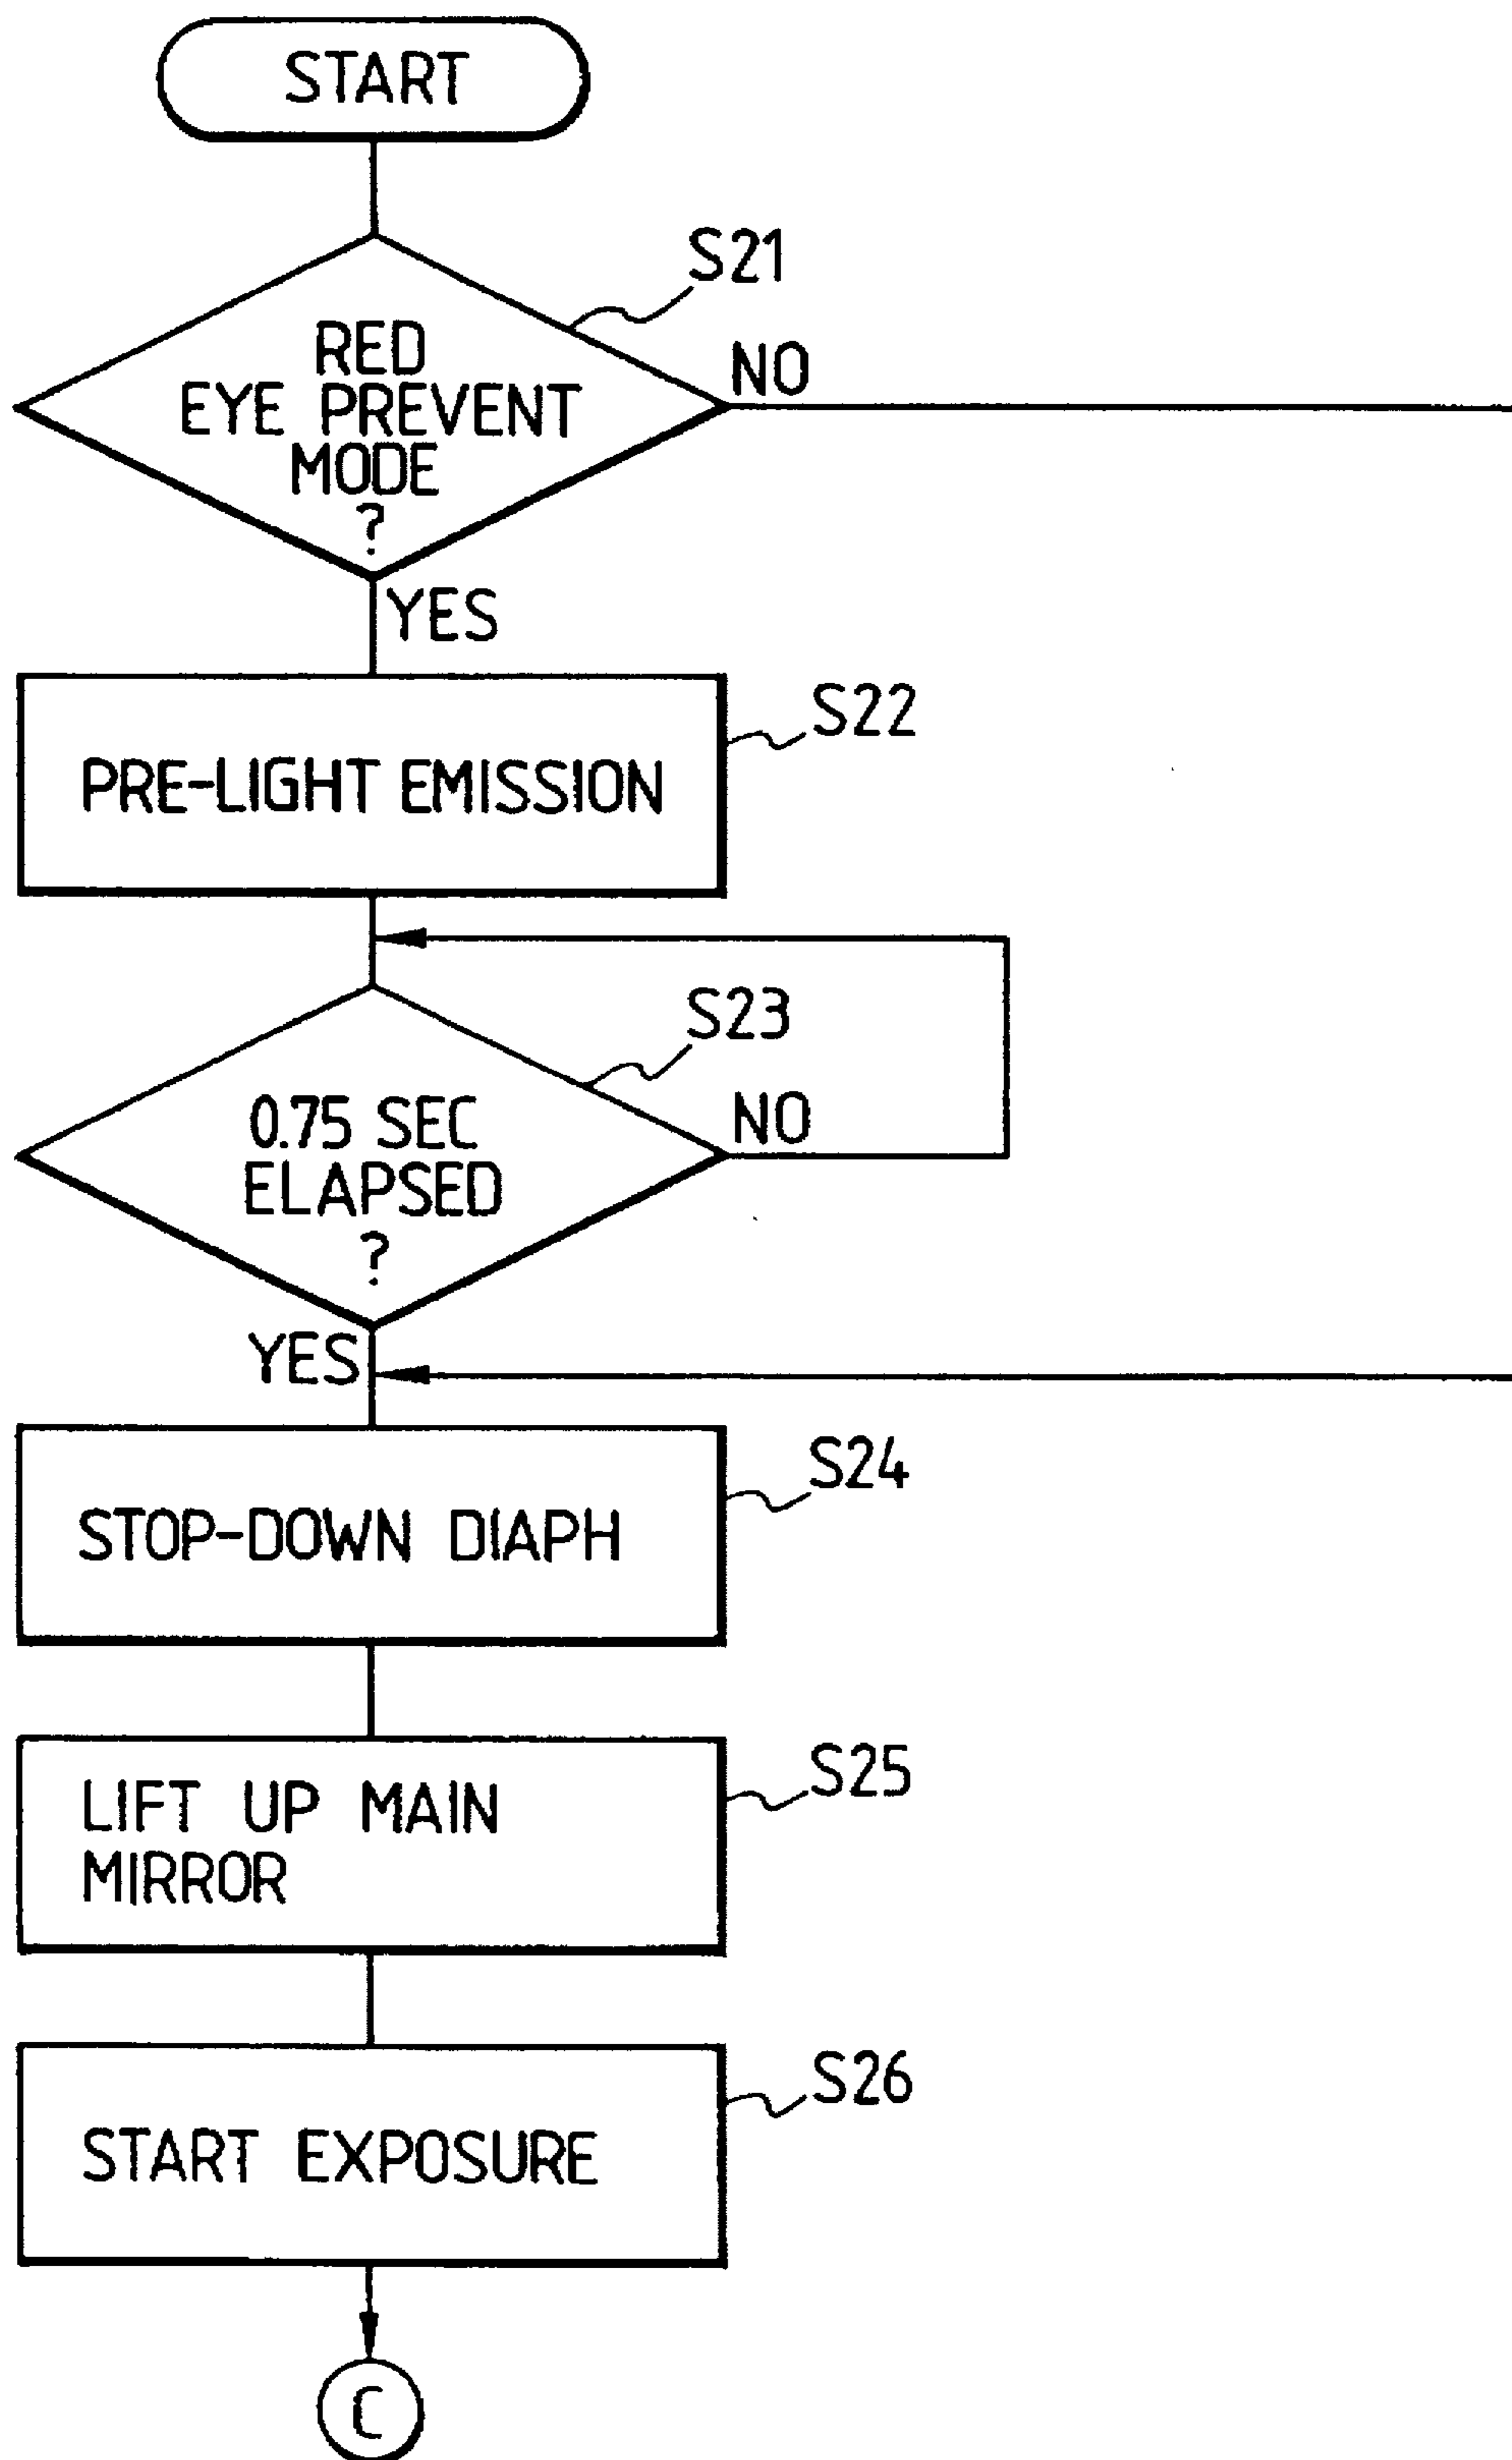 START
S21
RED
EYE PREVENT
MODE
?
NO
YES
S22
PRE-LIGHT EMISSION
S23
0.75 SEC
ELAPSED
?
NO
YES
S24
STOP-DOWN DIAPH
S25
LIFT UP MAIN
MIRROR
S26
START EXPOSURE
C